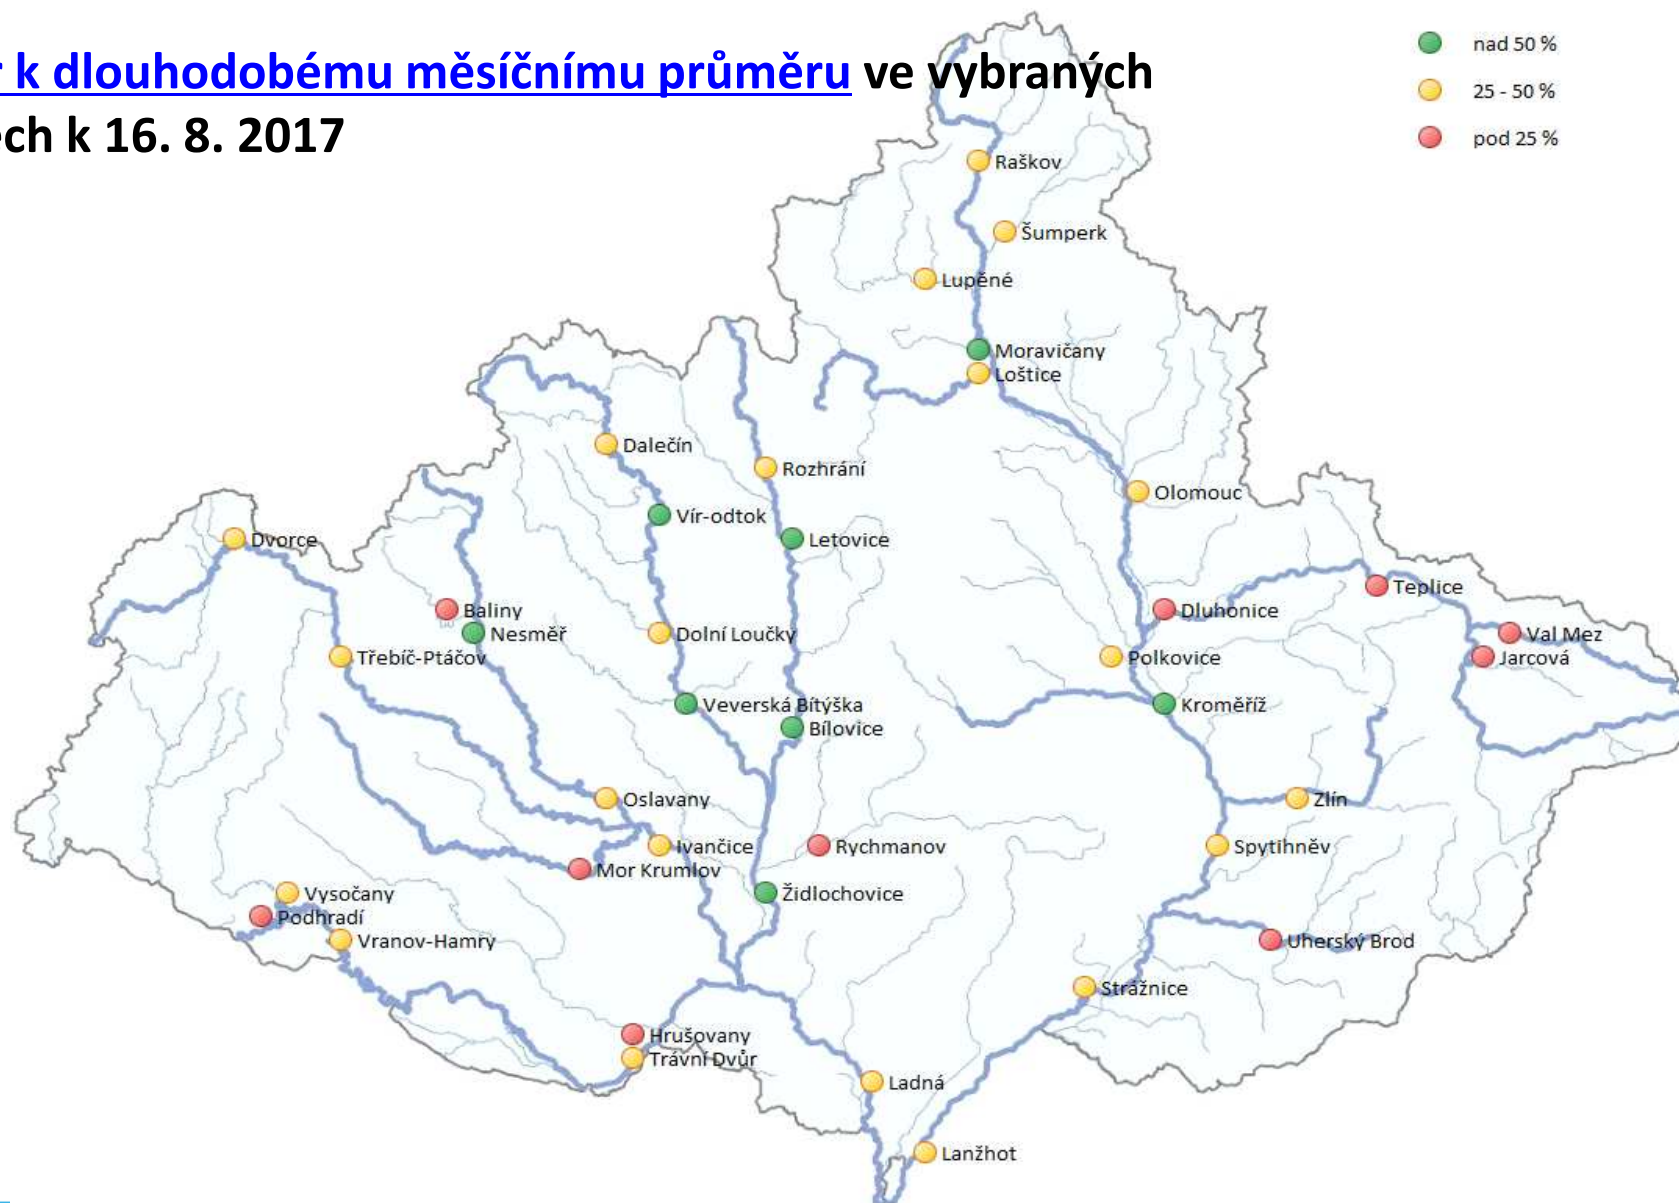 r k dlouhodobému měsíčnímu průměru ve vybraných
ech k 16. 8. 2017
nad 50 %
25 - 50 %
pod 25 %
Raškov
Šumperk
Lupěné
Moravičany
Loštice
Dalečín
Rozhrání
Olomouc
Vír-odtok
Dvorce
Letovice
Teplice
Baliny
Dluhonice
Nesměř
Dolní Loučky
Val Mez
Třebíč-Ptáčov
Polkovice
Jarcová
Veverská Bítýška
Kroměříž
Bílovice
Oslavany
Zlín
Ivančice
Rychmanov
Spytihněv
Mor Krumlov
Vysočany
Židlochovice
Podhradí
Vranov-Hamry
Uherský Brod
Strážnice
Hrušovany
Trávní Dvůr
Ladná
Lanžhot